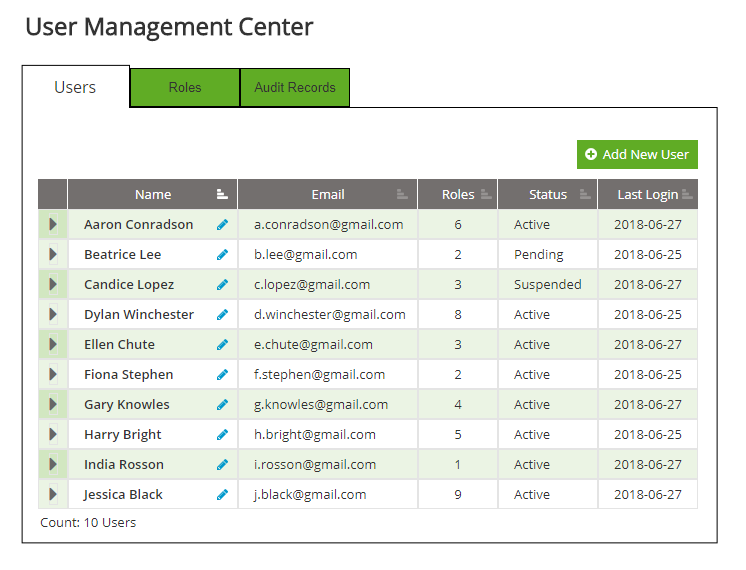 User Management Center
Users Roles Audit Records
Add New User
Name Email Roles Status Last Login
Aaron Conradson a.conradson@gmail.com 6 Active 2018-06-27
Beatrice Lee b.lee@gmail.com 2 Pending 2018-06-25
Candice Lopez c.lopez@gmail.com 3 Suspended 2018-06-27
Dylan Winchester d.winchester@gmail.com 8 Active 2018-06-25
Ellen Chute e.chute@gmail.com 3 Active 2018-06-27
Fiona Stephen f.stephen@gmail.com 2 Active 2018-06-25
Gary Knowles g.knowles@gmail.com 4 Active 2018-06-27
Harry Bright h.bright@gmail.com 5 Active 2018-06-25
India Rosson i.rosson@gmail.com 1 Active 2018-06-27
Jessica Black j.black@gmail.com 9 Active 2018-06-27
Count: 10 Users